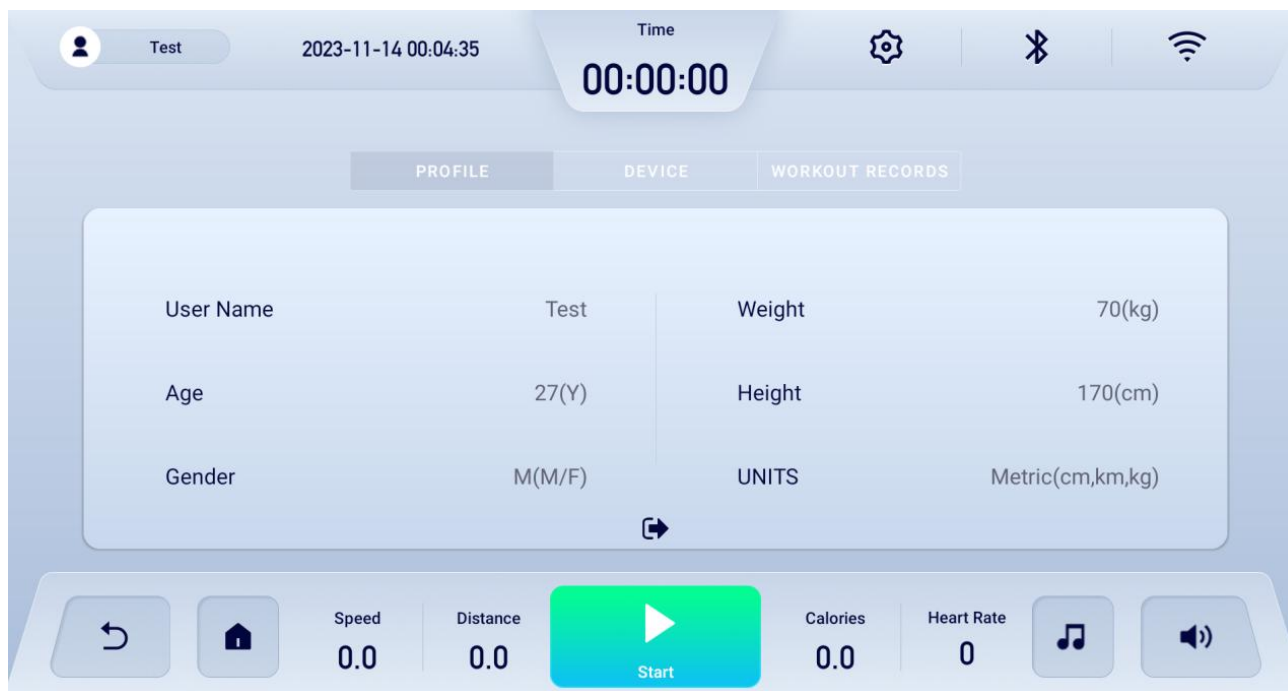 Test
2023-11-14 00:04:35
Time
00:00:00
PROFILE
DEVICE
WORKOUT RECORDS
User Name
Test
Weight
70(kg)
Age
27(Y)
Height
170(cm)
Gender
M(M/F)
UNITS
Metric(cm,km,kg)
Speed
0.0
Distance
0.0
Start
Calories
0.0
Heart Rate
0